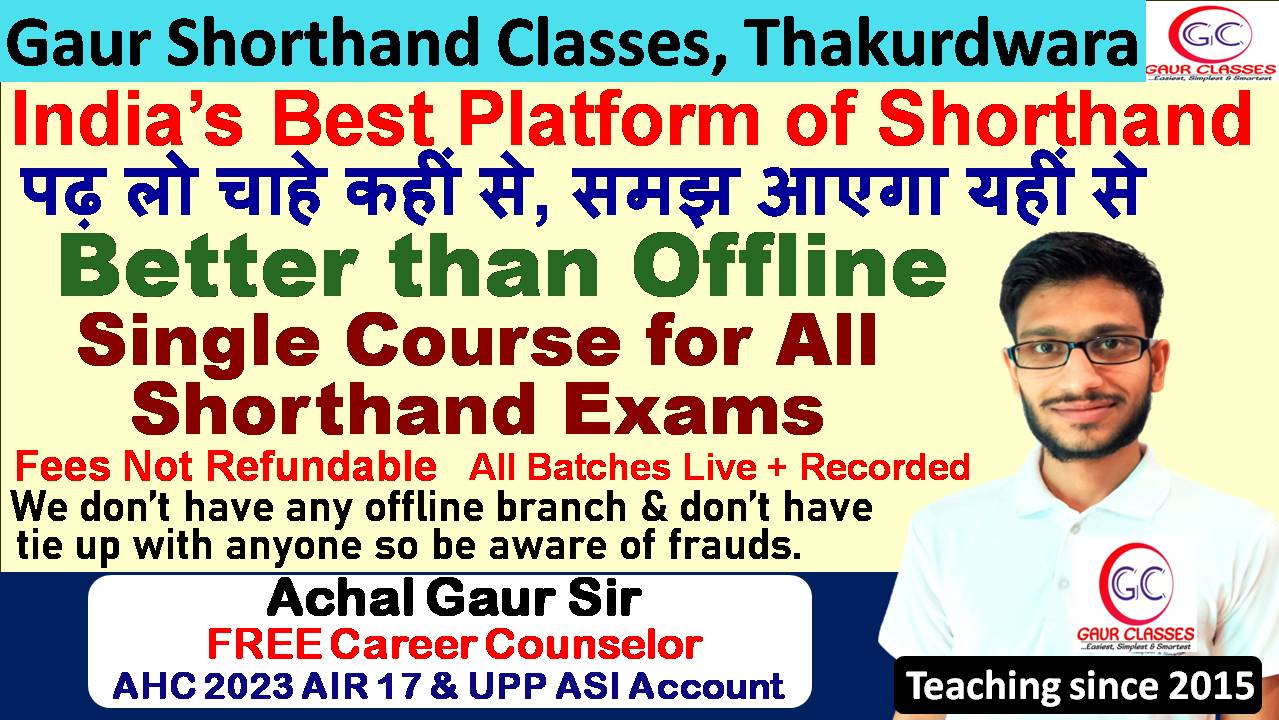 Gaur Shorthand Classes, Thakurdwara
GC
GAUR CLASSES
...Easiest, Simplest & Smartest
India's Best Platform of Shorthand
पढ़ लो चाहे कहीं से, समझ आएगा यहीं से
Better than Offline
Single Course for All
Shorthand Exams
Fees Not Refundable All Batches Live + Recorded
We don't have any offline branch & don't have
tie up with anyone so be aware of frauds.
GC
GAUR CLASSES
...Easiest, Simplest & Smartest
Achal Gaur Sir
FREE Career Counselor
AHC 2023 AIR 17 & UPP ASI Account
Teaching since 2015